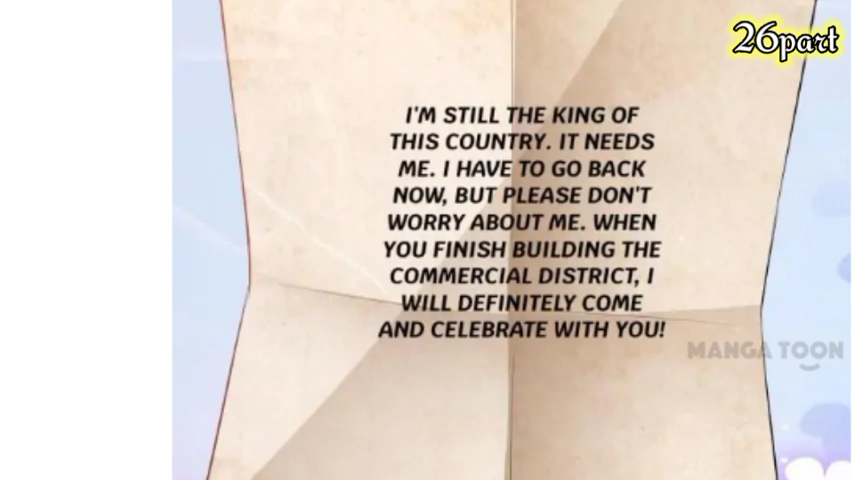 26part
I'M STILL THE KING OF
THIS COUNTRY. IT NEEDS
ME. I HAVE TO GO BACK
NOW, BUT PLEASE DON'T
WORRY ABOUT ME. WHEN
YOU FINISH BUILDING THE
COMMERCIAL DISTRICT, I
WILL DEFINITELY COME
AND CELEBRATE WITH YOU!
MANGA TOON